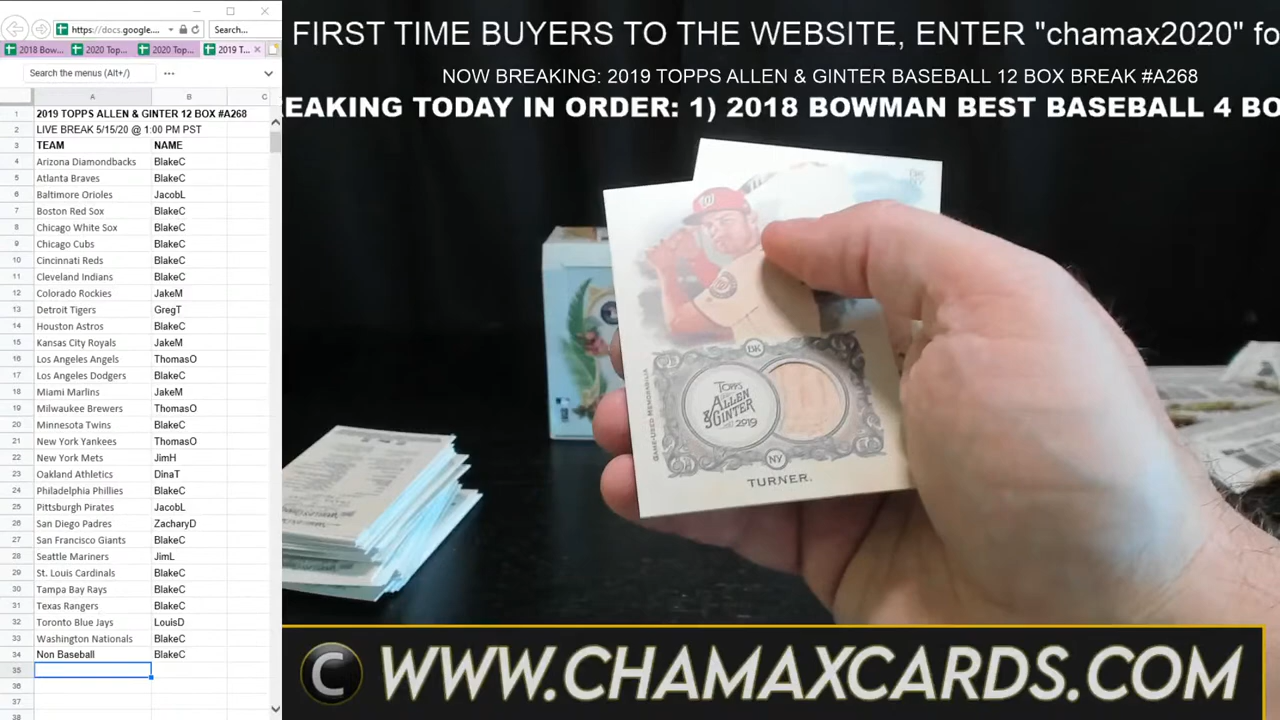 https://docs.google....
Search...
2018 Bow...
2020 Top...
2020 Top...
2019 T...
Search the menus (Alt+/)
A B C
1 2019 TOPPS ALLEN & GINTER 12 BOX #A268
2 LIVE BREAK 5/15/20 @ 1:00 PM PST
3 TEAM NAME
4 Arizona Diamondbacks BlakeC
5 Atlanta Braves BlakeC
6 Baltimore Orioles JacobL
7 Boston Red Sox BlakeC
8 Chicago White Sox BlakeC
9 Chicago Cubs BlakeC
10 Cincinnati Reds BlakeC
11 Cleveland Indians BlakeC
12 Colorado Rockies JakeM
13 Detroit Tigers GregT
14 Houston Astros BlakeC
15 Kansas City Royals JakeM
16 Los Angeles Angels ThomasO
17 Los Angeles Dodgers BlakeC
18 Miami Marlins JakeM
19 Milwaukee Brewers ThomasO
20 Minnesota Twins BlakeC
21 New York Yankees ThomasO
22 New York Mets JimH
23 Oakland Athletics DinaT
24 Philadelphia Phillies BlakeC
25 Pittsburgh Pirates JacobL
26 San Diego Padres ZacharyD
27 San Francisco Giants BlakeC
28 Seattle Mariners JimL
29 St. Louis Cardinals BlakeC
30 Tampa Bay Rays BlakeC
31 Texas Rangers BlakeC
32 Toronto Blue Jays LouisD
33 Washington Nationals BlakeC
34 Non Baseball BlakeC
35
36
37
38
FIRST TIME BUYERS TO THE WEBSITE, ENTER "chamax2020" fo
NOW BREAKING: 2019 TOPPS ALLEN & GINTER BASEBALL 12 BOX BREAK #A268
EAKING TODAY IN ORDER: 1) 2018 BOWMAN BEST BASEBALL 4 BO
W
BK
GAME-USED MEMORABILIA
TOPPS
ALLEN
& GINTER
2019
NY
TURNER.
C WWW.CHAMAXCARDS.COM